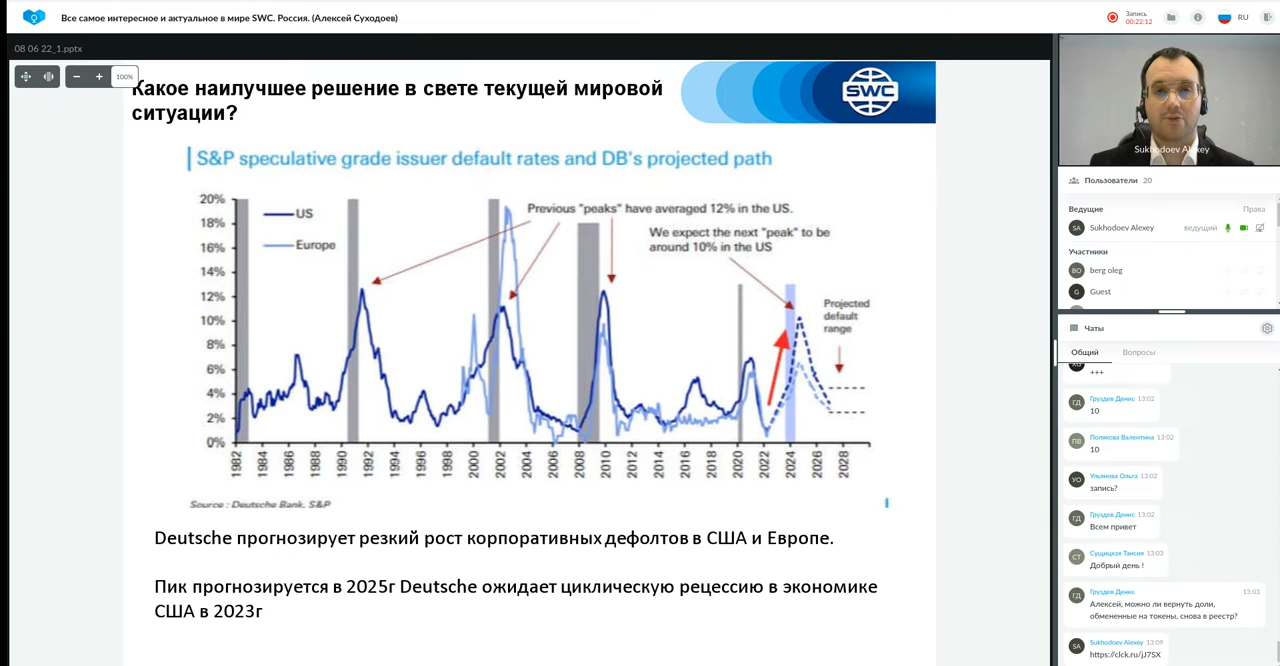 Все самое интересное и актуальное в мире SWC. Россия. (Алексей Суходоев)
Запись
00:22:12
RU
08 06 22_1.pptx
100%
Какое наилучшее решение в свете текущей мировой
ситуации?
SWC
S&P speculative grade issuer default rates and DB's projected path
20%
18%
16%
14%
12%
10%
8%
6%
4%
2%
0%
US
Europe
Previous "peaks" have averaged 12% in the US.
We expect the next "peak" to be
around 10% in the US
Projected
default
range
1982
1984
1986
1988
1990
1992
1994
1996
1998
2000
2002
2004
2006
2008
2010
2012
2014
2016
2018
2020
2022
2024
2026
2028
Source : Deutsche Bank, S&P
Deutsche прогнозирует резкий рост корпоративных дефолтов в США и Европе.
Пик прогнозируется в 2025г Deutsche ожидает циклическую рецессию в экономике
США в 2023г
Sukhodoev Alexey
Пользователи 20
Ведущие Права
SA Sukhodoev Alexey ведущий
Участники
BO berg oleg
G Guest
Чаты
Общий Вопросы
+++
ГД Груздев Денис 13:02
10
ПВ Полякова Валентина 13:02
10
УО Ульянова Ольга 13:02
запись?
ГД Груздев Денис 13:02
Всем привет
СТ Сущицкая Таисия 13:03
Добрый день !
ГД Груздев Денис 13:03
Алексей, можно ли вернуть доли,
обмененные на токены, снова в реестр?
SA Sukhodoev Alexey 13:09
https://clck.ru/jJ7SX